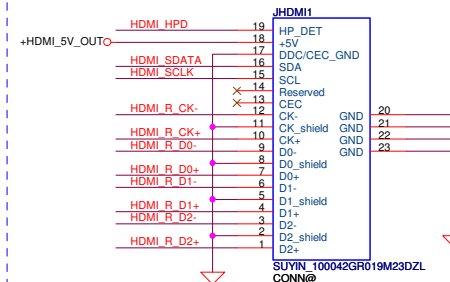 JHDMI1
HDMI_HPD 19 HP_DET
+HDMI_5V_OUT 18 +5V
17 DDC/CEC_GND
HDMI_SDATA 16 SDA
HDMI_SCLK 15 SCL
14 Reserved
13 CEC
HDMI_R_CK- 12 CK- GND 20
11 CK_shield GND 21
HDMI_R_CK+ 10 CK+ GND 22
HDMI_R_D0- 9 D0- GND 23
8 D0_shield
HDMI_R_D0+ 7 D0+
HDMI_R_D1- 6 D1-
5 D1_shield
HDMI_R_D1+ 4 D1+
HDMI_R_D2- 3 D2-
2 D2_shield
HDMI_R_D2+ 1 D2+
SUYIN_100042GR019M23DZL
CONN@